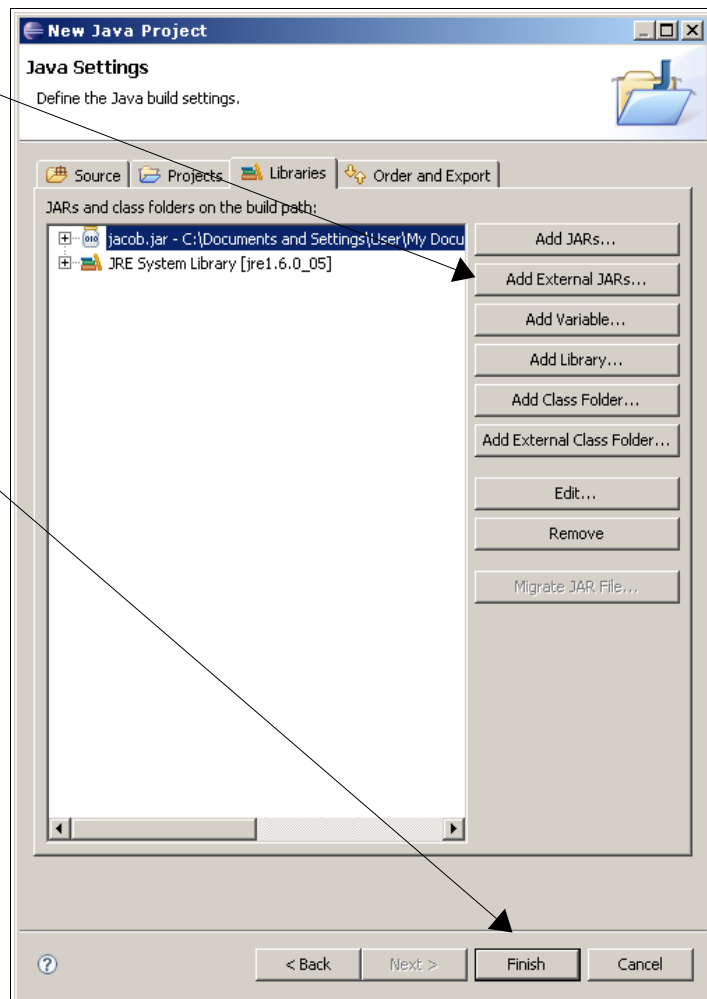 New Java Project
Java Settings
Define the Java build settings.
Source Projects Libraries Order and Export
JARs and class folders on the build path:
jacob.jar - C:\Documents and Settings\User\My Docu
JRE System Library [jre1.6.0_05]
Add JARs...
Add External JARs...
Add Variable...
Add Library...
Add Class Folder...
Add External Class Folder...
Edit...
Remove
Migrate JAR File...
? < Back Next > Finish Cancel